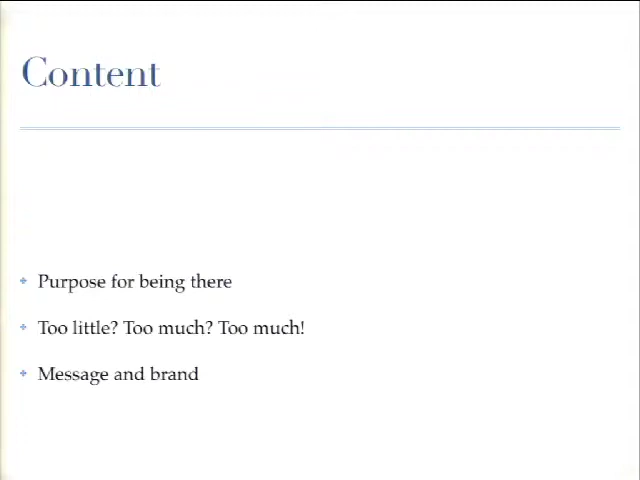 Content
Purpose for being there
Too little? Too much? Too much!
Message and brand